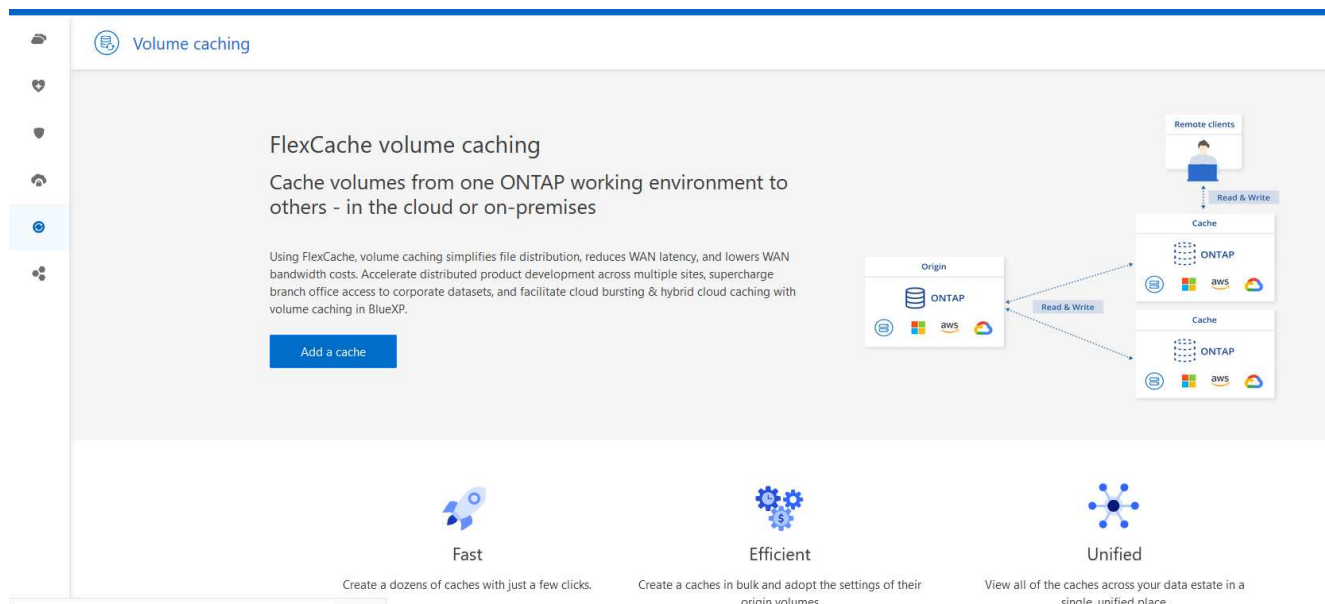 Volume caching
FlexCache volume caching
Cache volumes from one ONTAP working environment to
others - in the cloud or on-premises
Using FlexCache, volume caching simplifies file distribution, reduces WAN latency, and lowers WAN
bandwidth costs. Accelerate distributed product development across multiple sites, supercharge
branch office access to corporate datasets, and facilitate cloud bursting & hybrid cloud caching with
volume caching in BlueXP.
Add a cache
Remote clients
Read & Write
Cache
ONTAP
aws
Origin
ONTAP
aws
Read & Write
Cache
ONTAP
aws
Fast
Create a dozens of caches with just a few clicks.
Efficient
Create a caches in bulk and adopt the settings of their
origin volumes
Unified
View all of the caches across your data estate in a
single, unified place